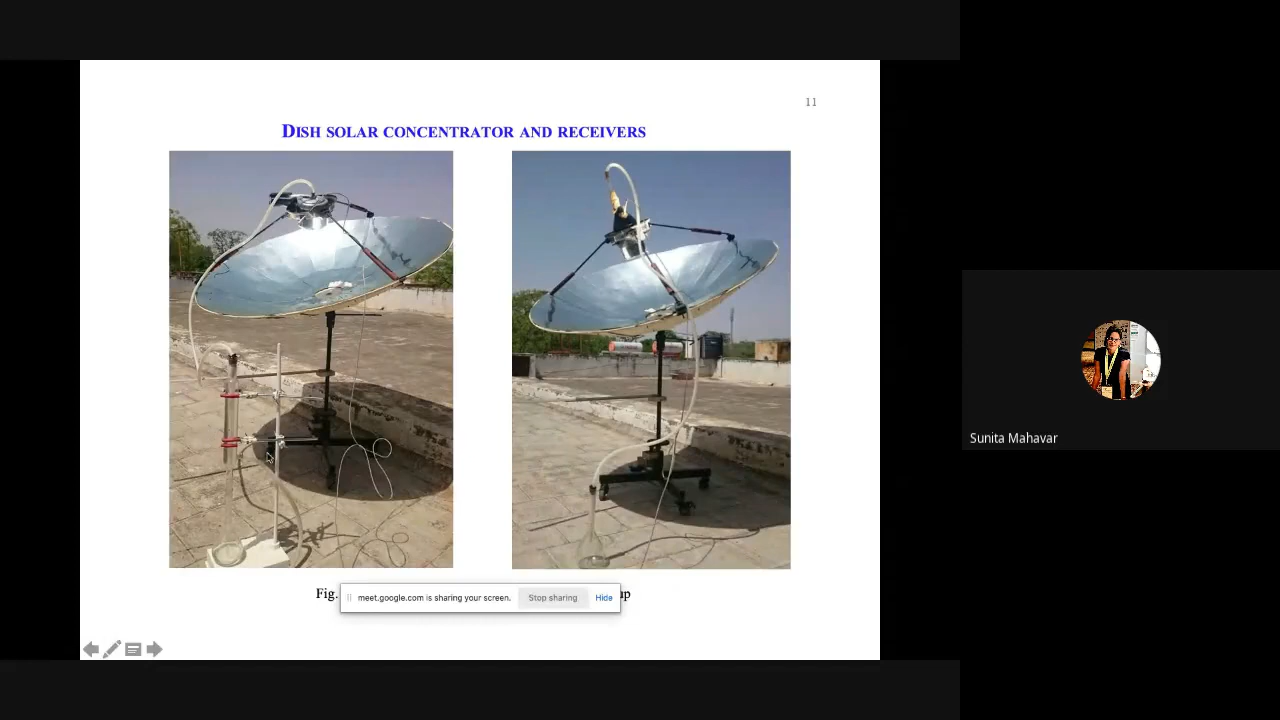 11
DISH SOLAR CONCENTRATOR AND RECEIVERS
Fig.
up
meet.google.com is sharing your screen. Stop sharing Hide
Sunita Mahavar